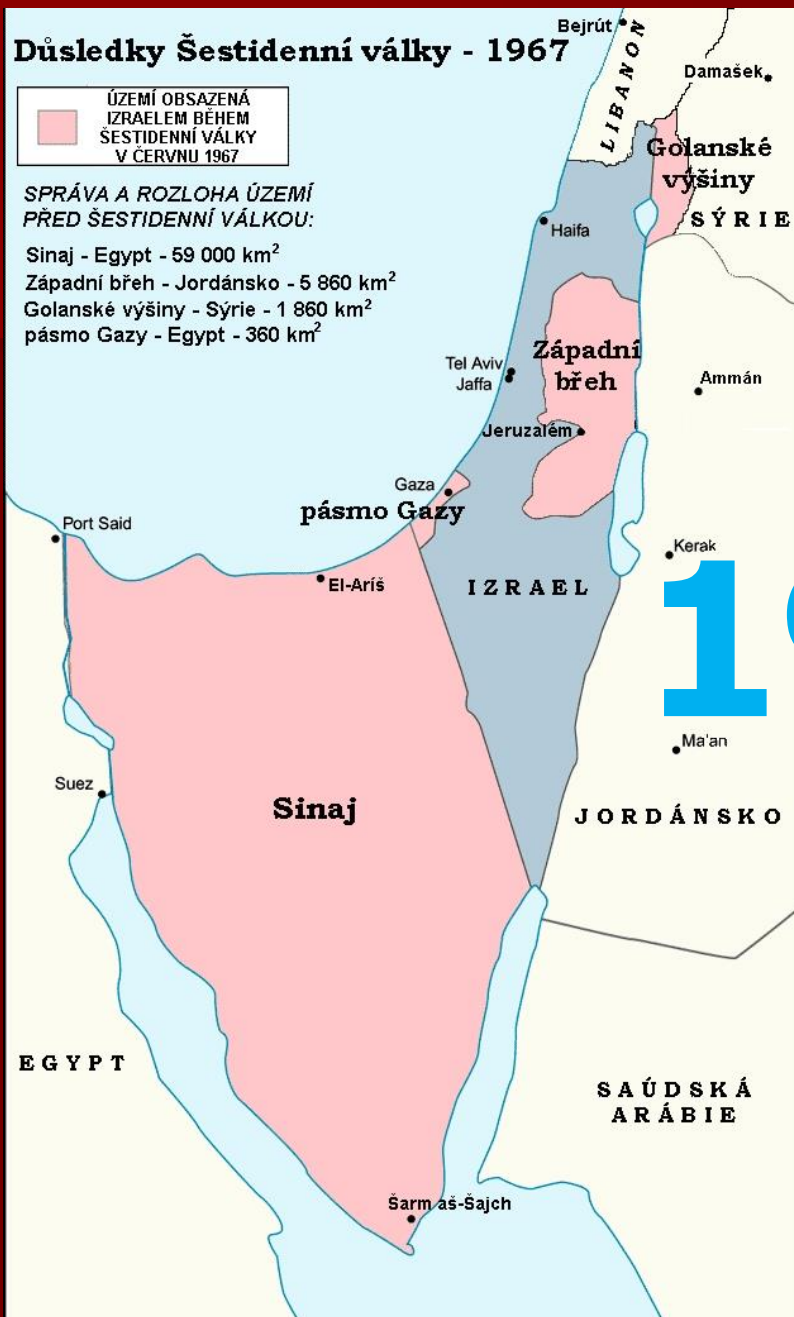 Důsledky Šestidenní války - 1967
ÚZEMÍ OBSAZENÁ
IZRAELEM BĚHEM
ŠESTIDENNÍ VÁLKY
V ČERVNU 1967
SPRÁVA A ROZLOHA ÚZEMÍ
PŘED ŠESTIDENNÍ VÁLKOU:
Sinaj - Egypt - 59 000 km²
Západní břeh - Jordánsko - 5 860 km²
Golanské výšiny - Sýrie - 1 860 km²
pásmo Gazy - Egypt - 360 km²
Bejrút
LIBANON
Damašek
Golanské
výšiny
SÝRIE
Haifa
Západní
břeh
Tel Aviv
Jaffa
Ammán
Jeruzalém
Gaza
pásmo Gazy
Port Said
Kerak
El-Aríš
IZRAEL
1
Ma'an
Suez
Sinaj
JORDÁNSKO
EGYPT
SAÚDSKÁ
ARÁBIE
Šarm aš-Šajch